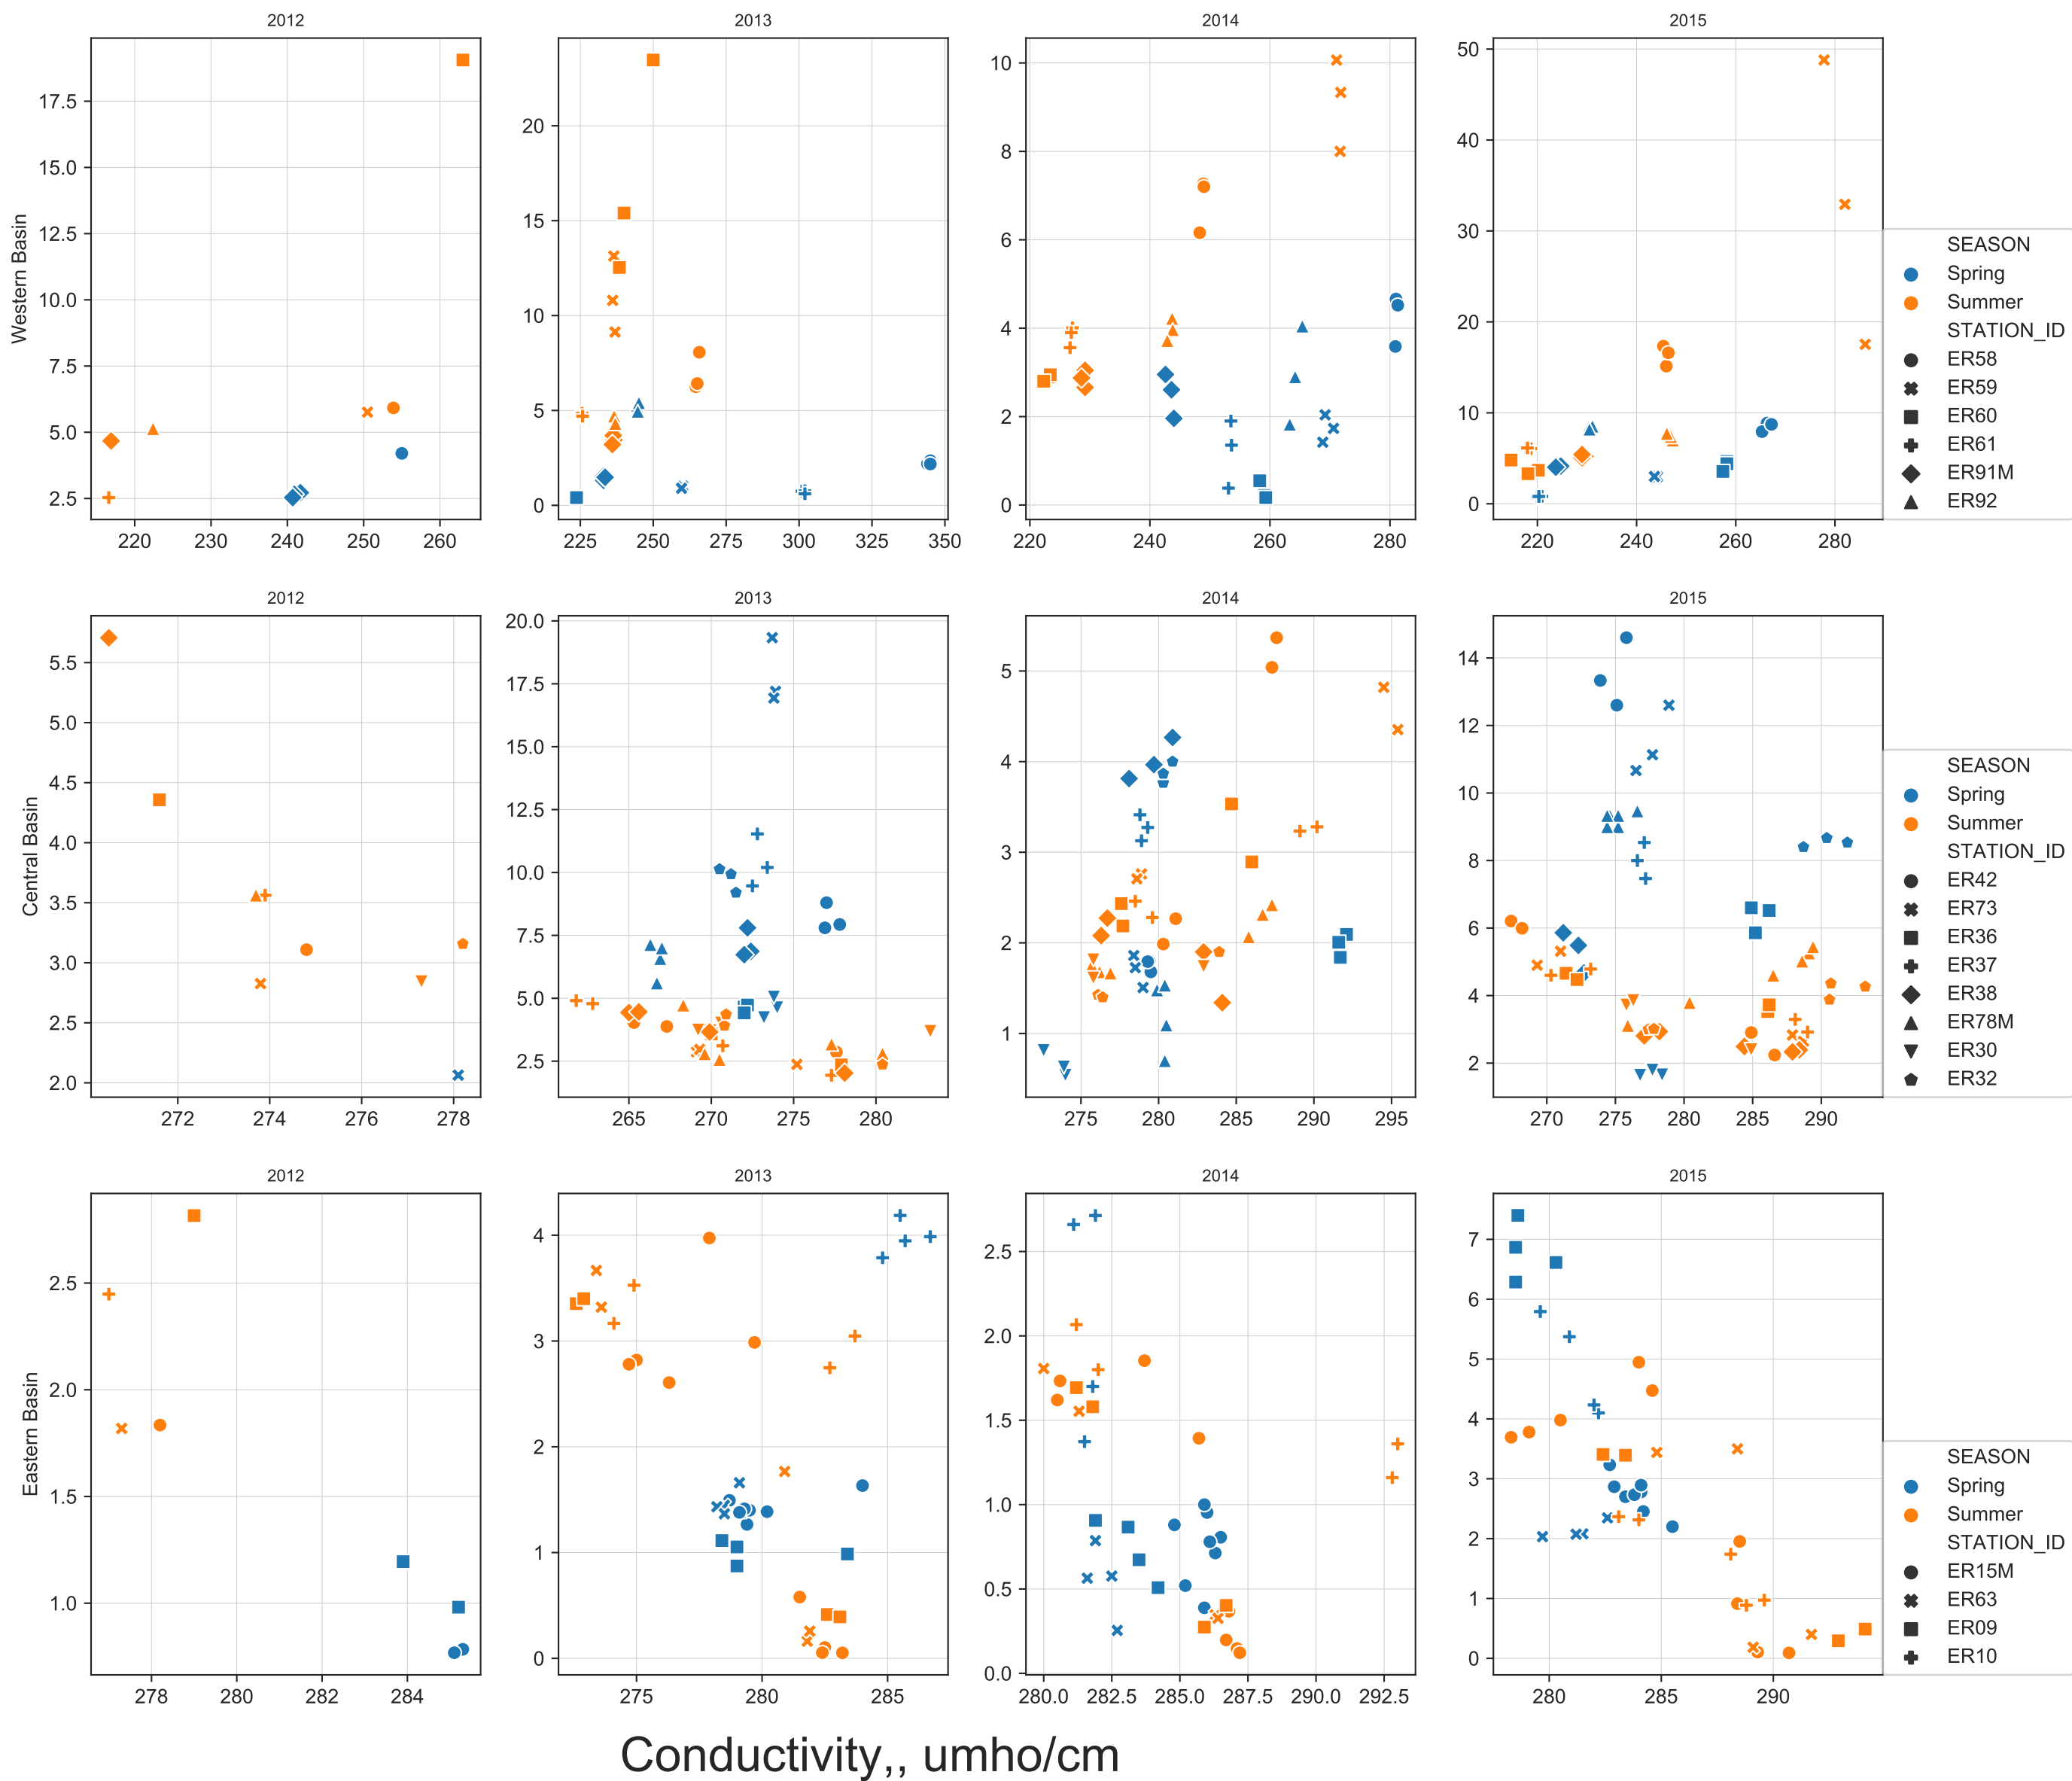 2012 2013 2014 2015
17.5 15.0 12.5 10.0 7.5 5.0 2.5
20 15 10 5 0
10 8 6 4 2 0
50 40 30 20 10 0
Western Basin
220 230 240 250 260
225 250 275 300 325 350
220 240 260 280
220 240 260 280
SEASON
Spring
Summer
STATION_ID
ER58
ER59
ER60
ER61
ER91M
ER92
2012 2013 2014 2015
5.5 5.0 4.5 4.0 3.5 3.0 2.5 2.0
20.0 17.5 15.0 12.5 10.0 7.5 5.0 2.5
5 4 3 2 1
14 12 10 8 6 4 2
Central Basin
272 274 276 278
265 270 275 280
275 280 285 290 295
270 275 280 285 290
SEASON
Spring
Summer
STATION_ID
ER42
ER73
ER36
ER37
ER38
ER78M
ER30
ER32
2012 2013 2014 2015
2.5 2.0 1.5 1.0
4 3 2 1 0
2.5 2.0 1.5 1.0 0.5 0.0
7 6 5 4 3 2 1 0
Eastern Basin
278 280 282 284
275 280 285
280.0 282.5 285.0 287.5 290.0 292.5
280 285 290
SEASON
Spring
Summer
STATION_ID
ER15M
ER63
ER09
ER10
Conductivity,, umho/cm